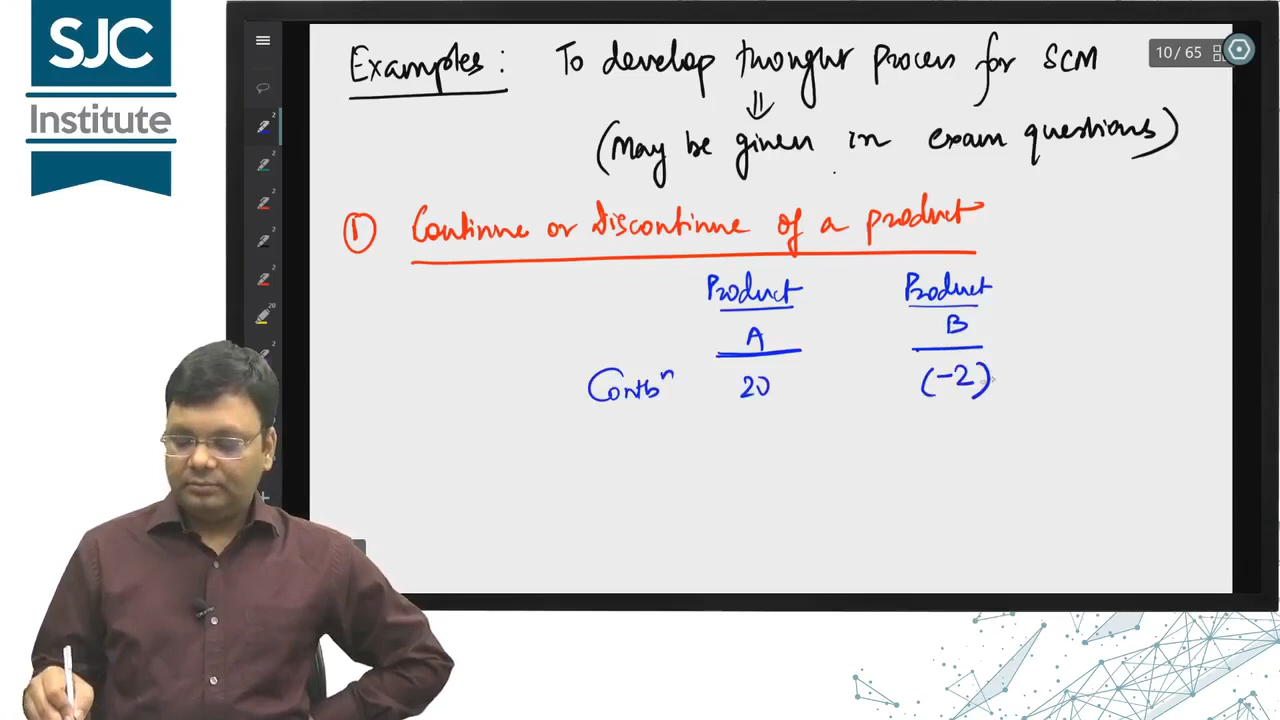 SJC
Institute
10 / 65
Examples : To develop thought process for SCM
(May be given in exam questions)
① Continue or Discontinue of a product
Product Product
A B
Contbⁿ 20 (-2)